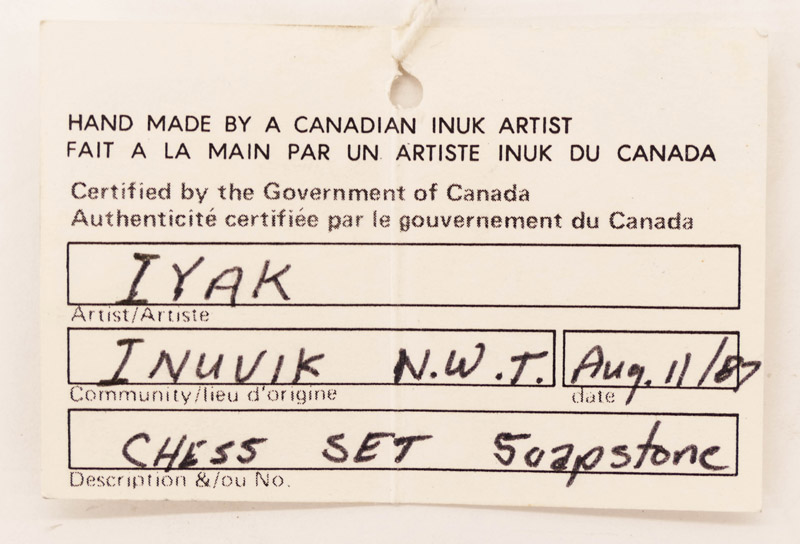 HAND MADE BY A CANADIAN INUK ARTIST
FAIT A LA MAIN PAR UN ARTISTE INUK DU CANADA
Certified by the Government of Canada
Authenticité certifiée par le gouvernement du Canada
IYAK
Artist/Artiste
INUVIK N.W.T. Aug. 11/87
Community/lieu d'origine date
CHESS SET Soapstone
Description &/ou No.